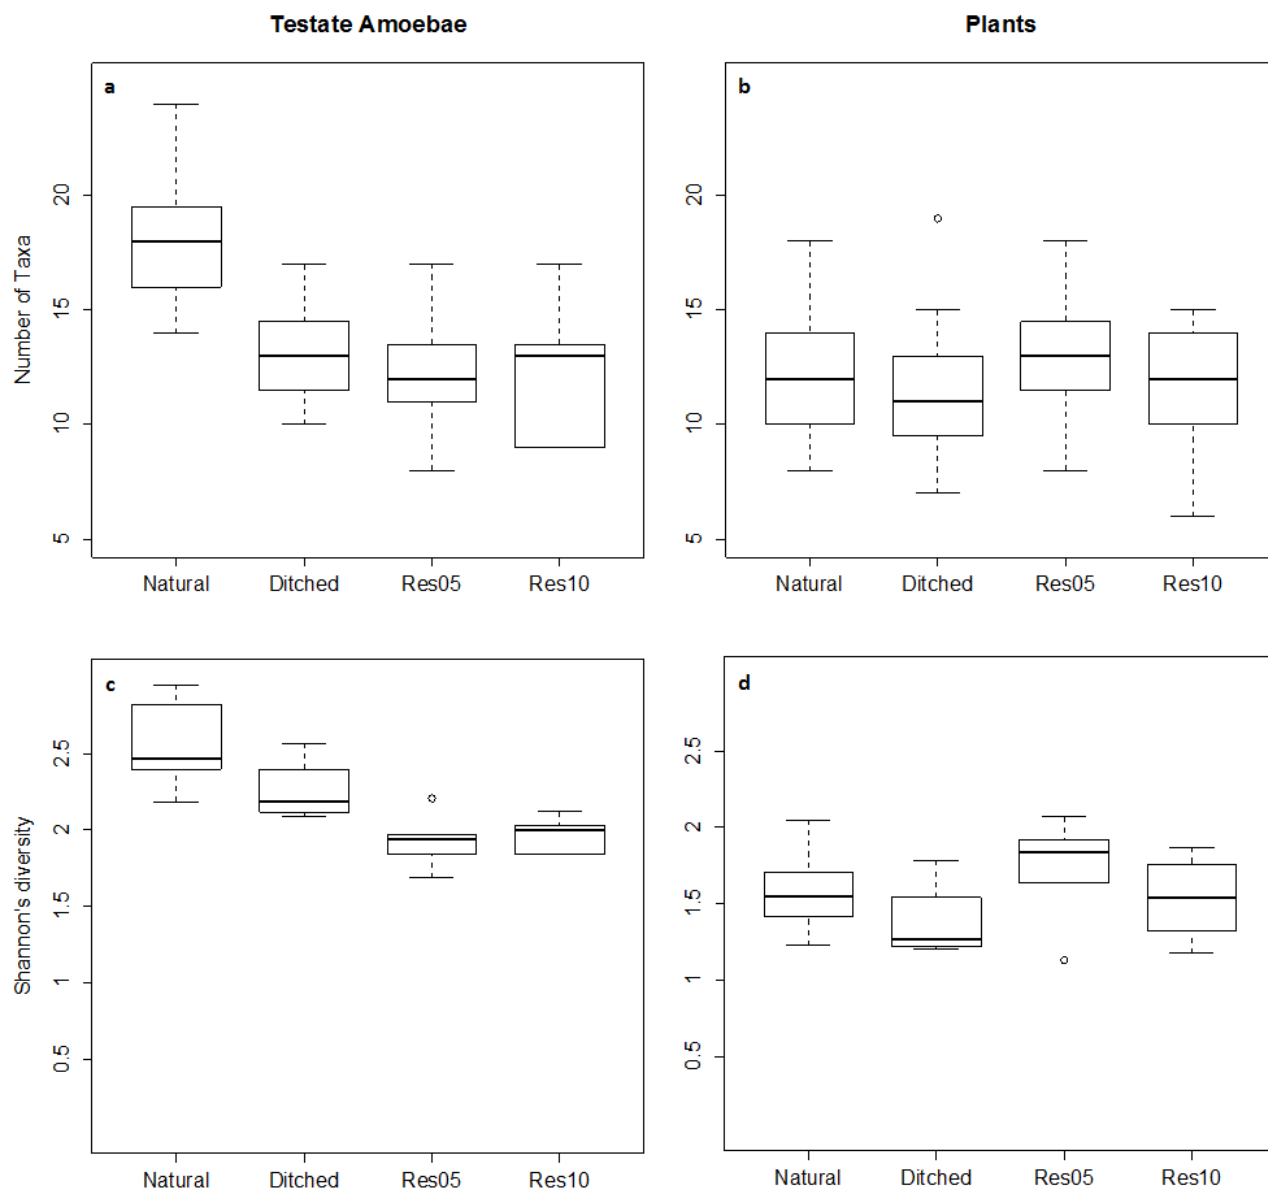 Testate Amoebae
Plants
a
b
Number of Taxa
20
15
10
5
20
15
10
5
Natural Ditched Res05 Res10
Natural Ditched Res05 Res10
c
d
Shannon's diversity
2.5
2
1.5
1
0.5
2.5
2
1.5
1
0.5
Natural Ditched Res05 Res10
Natural Ditched Res05 Res10